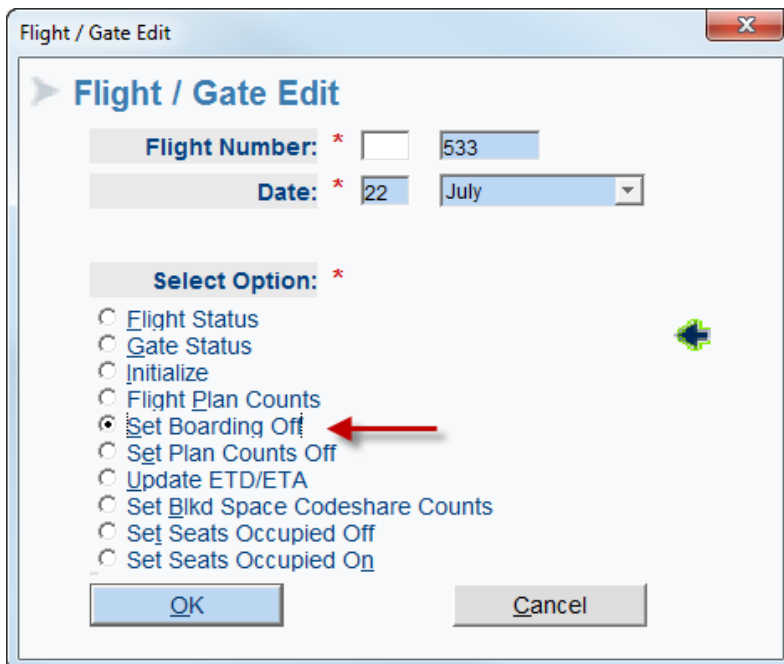 Flight / Gate Edit
Flight / Gate Edit
Flight Number: * 533
Date: * 22 July
Select Option: *
Flight Status
Gate Status
Initialize
Flight Plan Counts
Set Boarding Off
Set Plan Counts Off
Update ETD/ETA
Set Blkd Space Codeshare Counts
Set Seats Occupied Off
Set Seats Occupied On
OK Cancel